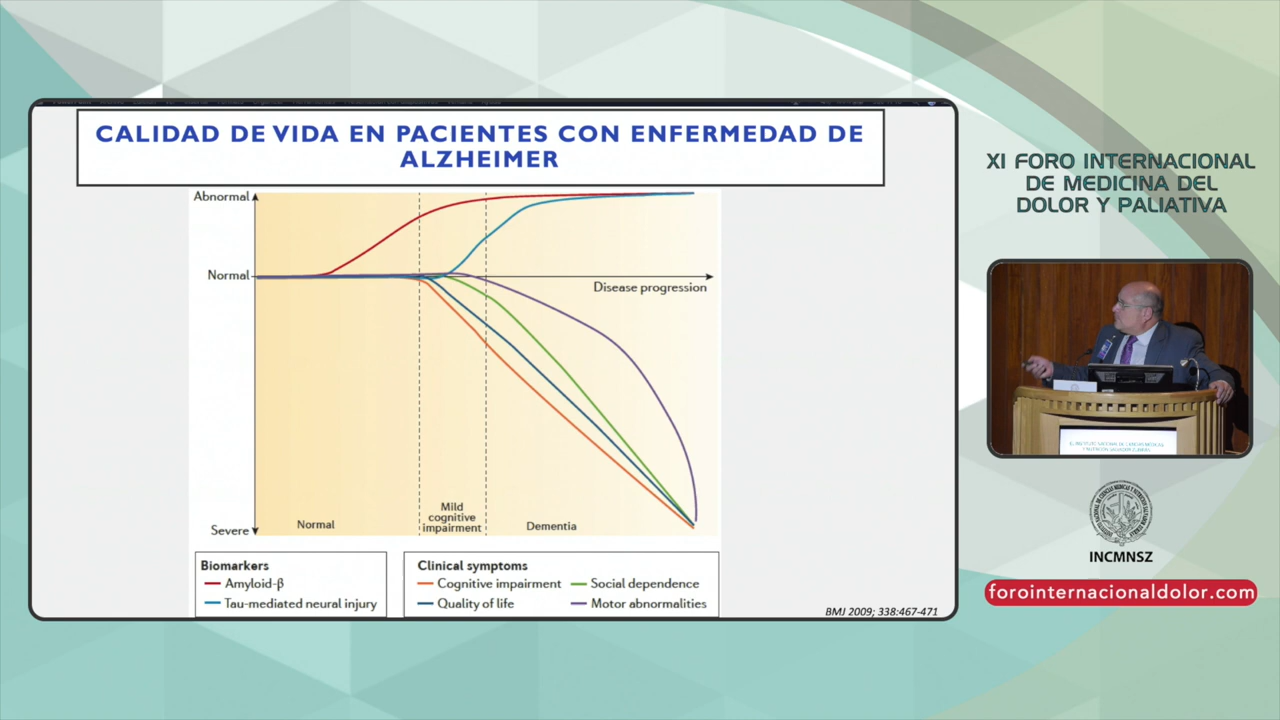 CALIDAD DE VIDA EN PACIENTES CON ENFERMEDAD DE
ALZHEIMER
Abnormal
Normal
Disease progression
Severe
Normal
Mild
cognitive
impairment
Dementia
Biomarkers
Amyloid-β
Tau-mediated neural injury
Clinical symptoms
Cognitive impairment
Social dependence
Quality of life
Motor abnormalities
BMJ 2009; 338:467-471
XI FORO INTERNACIONAL
DE MEDICINA DEL
DOLOR Y PALIATIVA
INCMNSZ
forointernacionaldolor.com